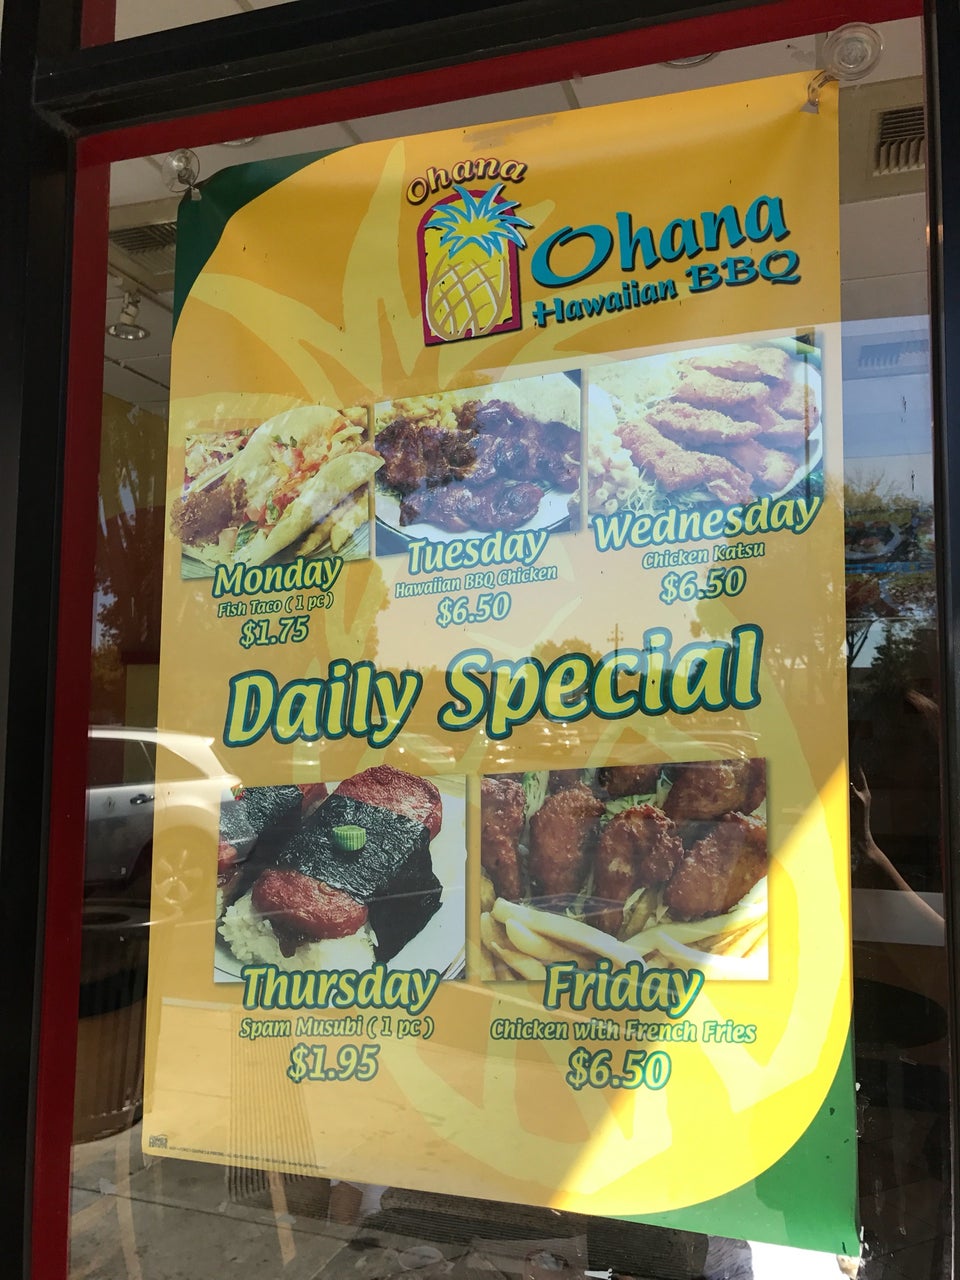 Ohana
Ohana
Hawaiian BBQ
Monday
Fish Taco ( 1 pc )
$1.75
Tuesday
Hawaiian BBQ Chicken
$6.50
Wednesday
Chicken Katsu
$6.50
Daily Special
Thursday
Spam Musubi ( 1 pc )
$1.95
Friday
Chicken with French Fries
$6.50